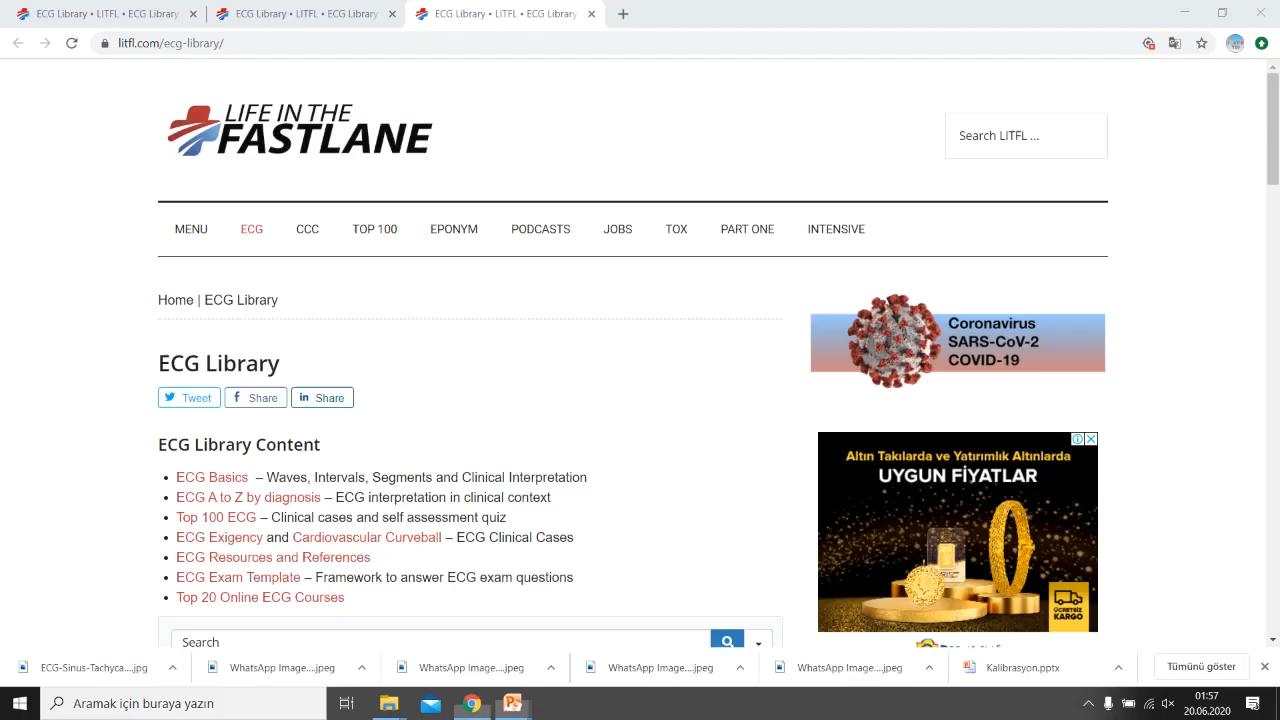 ECG Library • LITFL • ECG Library
ECG Library • LITFL • ECG Library
ECG Library • LITFL • ECG Library
litfl.com/ecg-library/
LIFE IN THE
FASTLANE
Search LITFL ...
MENU ECG CCC TOP 100 EPONYM PODCASTS JOBS TOX PART ONE INTENSIVE
Home | ECG Library
Coronavirus
SARS-CoV-2
COVID-19
ECG Library
Tweet Share Share
ECG Library Content
• ECG Basics – Waves, Intervals, Segments and Clinical Interpretation
• ECG A to Z by diagnosis – ECG interpretation in clinical context
• Top 100 ECG – Clinical cases and self assessment quiz
• ECG Exigency and Cardiovascular Curveball – ECG Clinical Cases
• ECG Resources and References
• ECG Exam Template – Framework to answer ECG exam questions
• Top 20 Online ECG Courses
Search
Altın Takılarda ve Yatırımlık Altınlarda
UYGUN FİYATLAR
ÜCRETSİZ
KARGO
ECG-Sinus-Tachyca....jpg
WhatsApp Image....jpeg
WhatsApp Image....jpeg
WhatsApp Image....jpeg
WhatsApp Image....jpeg
Kalibrasyon.pptx
Tümünü göster
Aramak için buraya yazın
01:57
20.06.2020